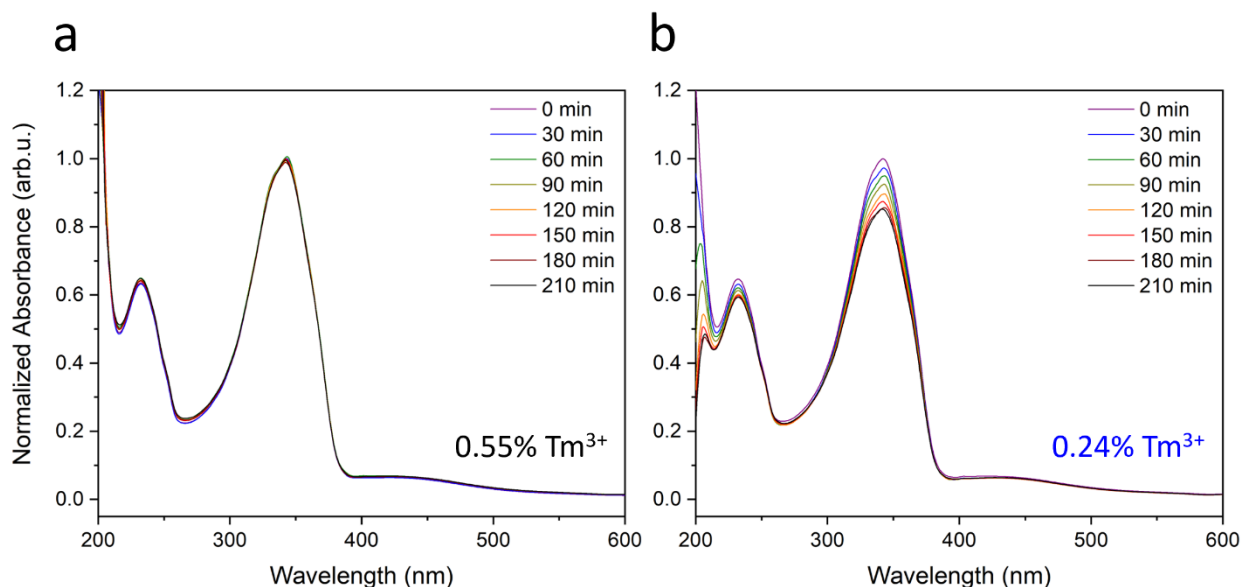 a
b
Normalized Absorbance (arb.u.)
1.2
1.0
0.8
0.6
0.4
0.2
0.0
0 min
30 min
60 min
90 min
120 min
150 min
180 min
210 min
0.55% Tm³⁺
200 300 400 500 600
Wavelength (nm)
1.2
1.0
0.8
0.6
0.4
0.2
0.0
0 min
30 min
60 min
90 min
120 min
150 min
180 min
210 min
0.24% Tm³⁺
200 300 400 500 600
Wavelength (nm)